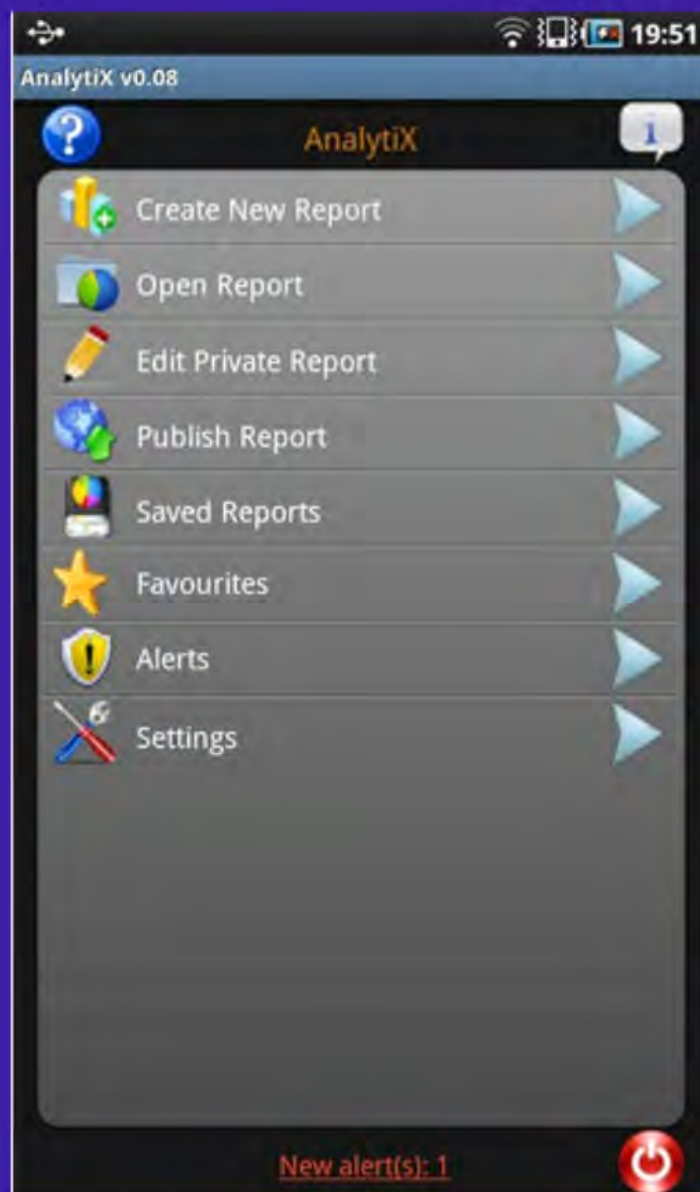 19:51
AnalytiX v0.08
AnalytiX
Create New Report
Open Report
Edit Private Report
Publish Report
Saved Reports
Favourites
Alerts
Settings
New alert(s): 1